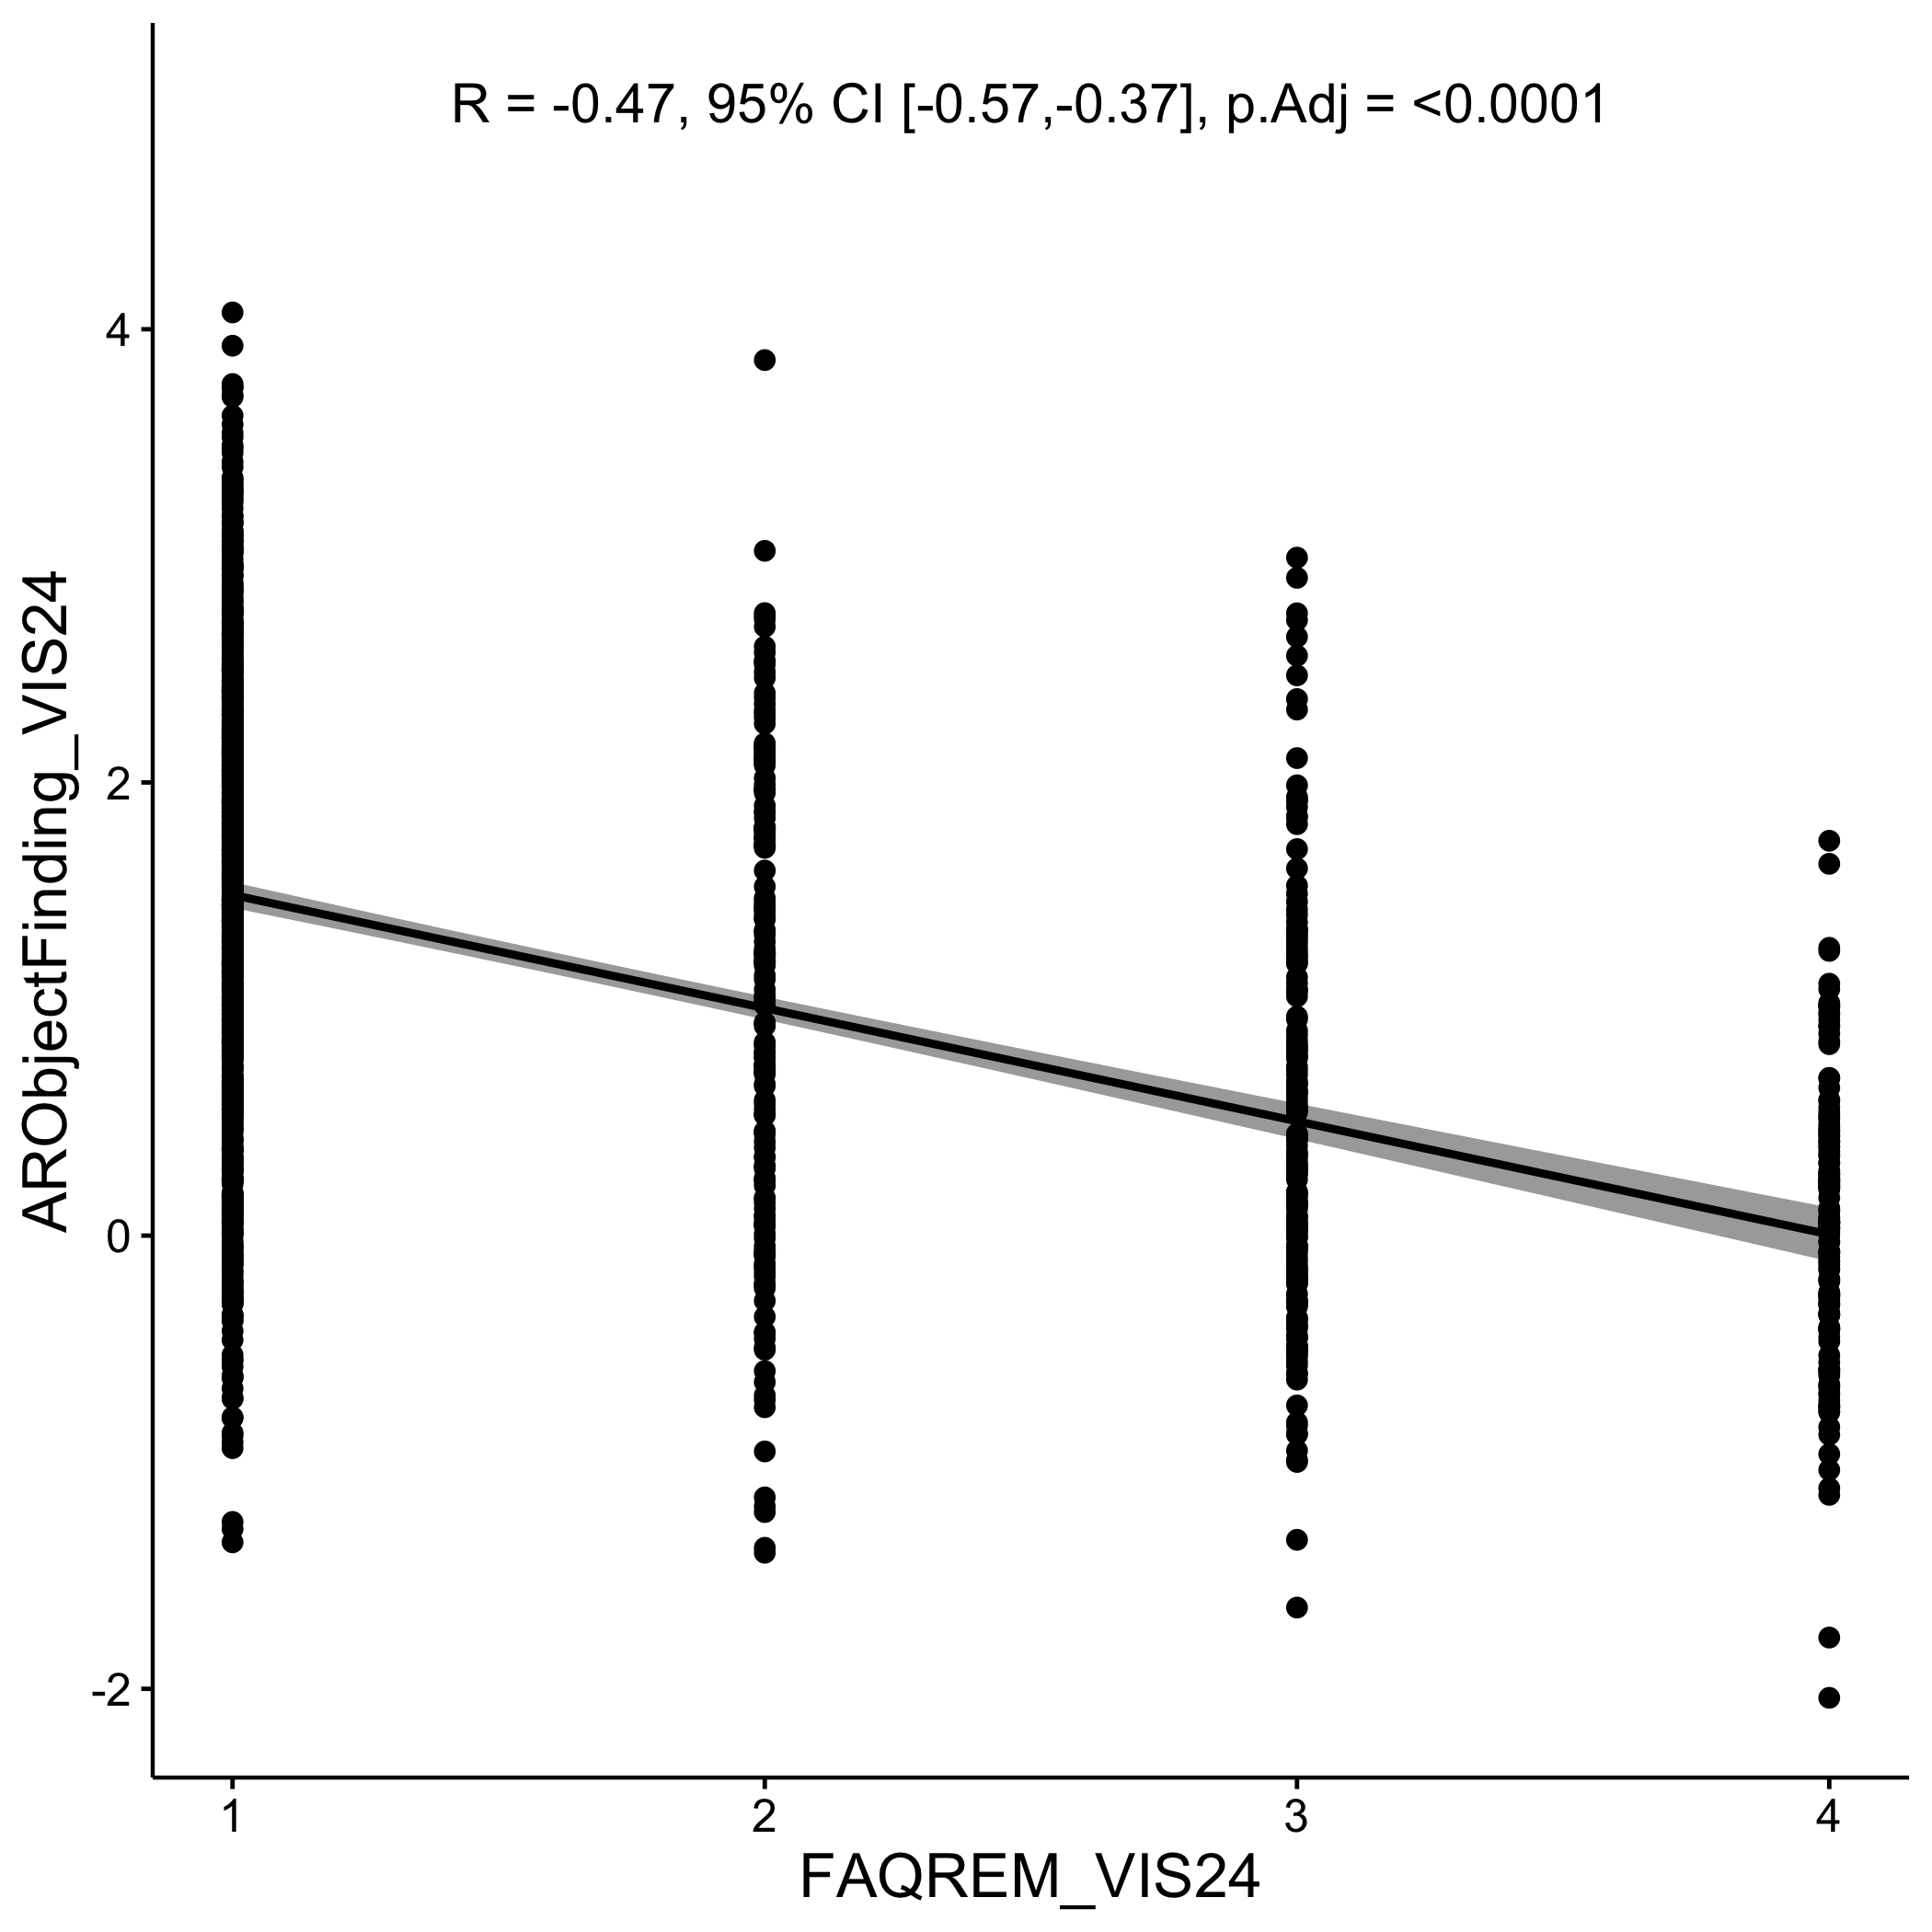 R = -0.47, 95% CI [-0.57,-0.37], p.Adj = <0.0001
ARObjectFinding_VIS24
4
2
0
-2
1 2 3 4
FAQREM_VIS24